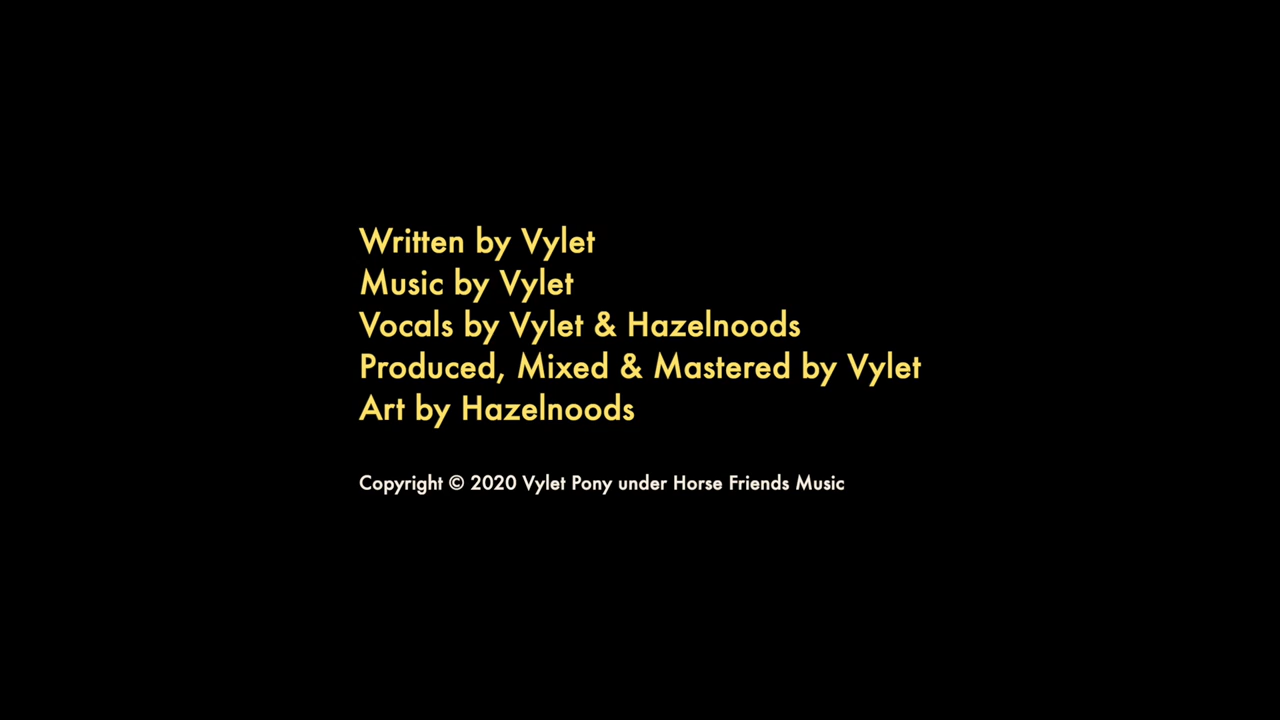 Written by Vylet
Music by Vylet
Vocals by Vylet & Hazelnoods
Produced, Mixed & Mastered by Vylet
Art by Hazelnoods
Copyright © 2020 Vylet Pony under Horse Friends Music